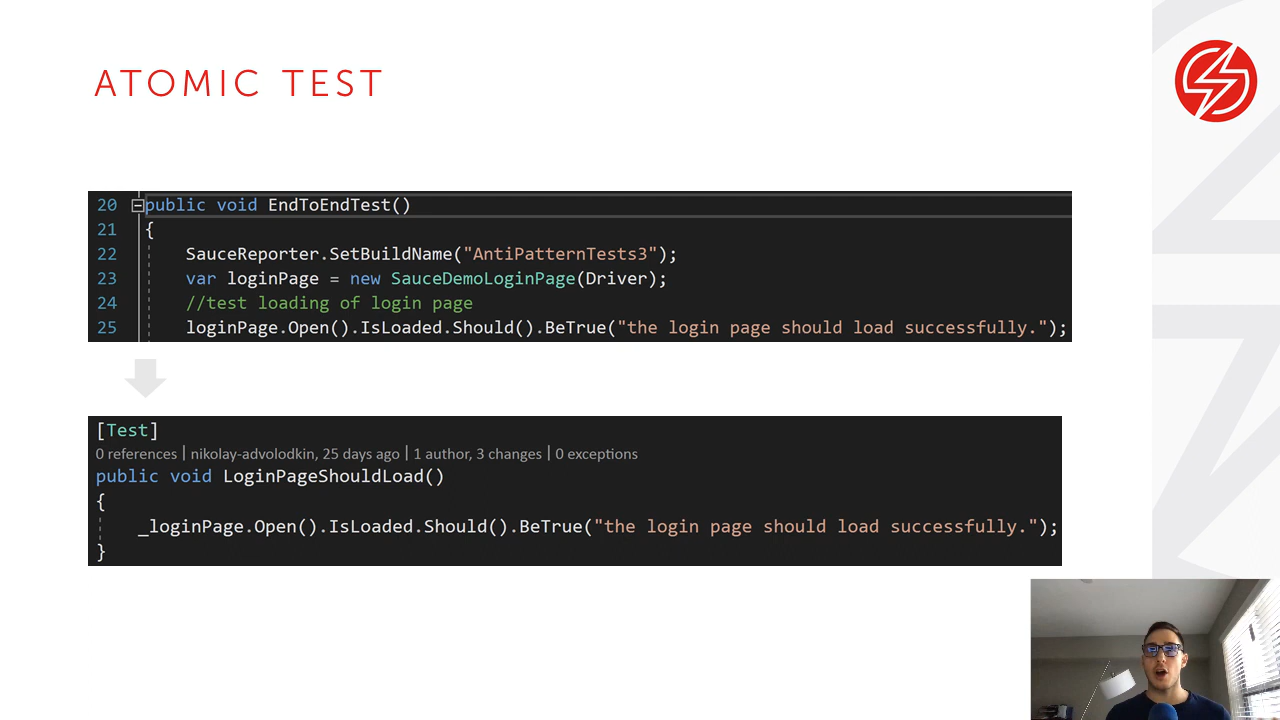 ATOMIC TEST
20 public void EndToEndTest()
21 {
22 SauceReporter.SetBuildName("AntiPatternTests3");
23 var loginPage = new SauceDemoLoginPage(Driver);
24 //test loading of login page
25 loginPage.Open().IsLoaded.Should().BeTrue("the login page should load successfully.");
[Test]
0 references | nikolay-advolodkin, 25 days ago | 1 author, 3 changes | 0 exceptions
public void LoginPageShouldLoad()
{
_loginPage.Open().IsLoaded.Should().BeTrue("the login page should load successfully.");
}